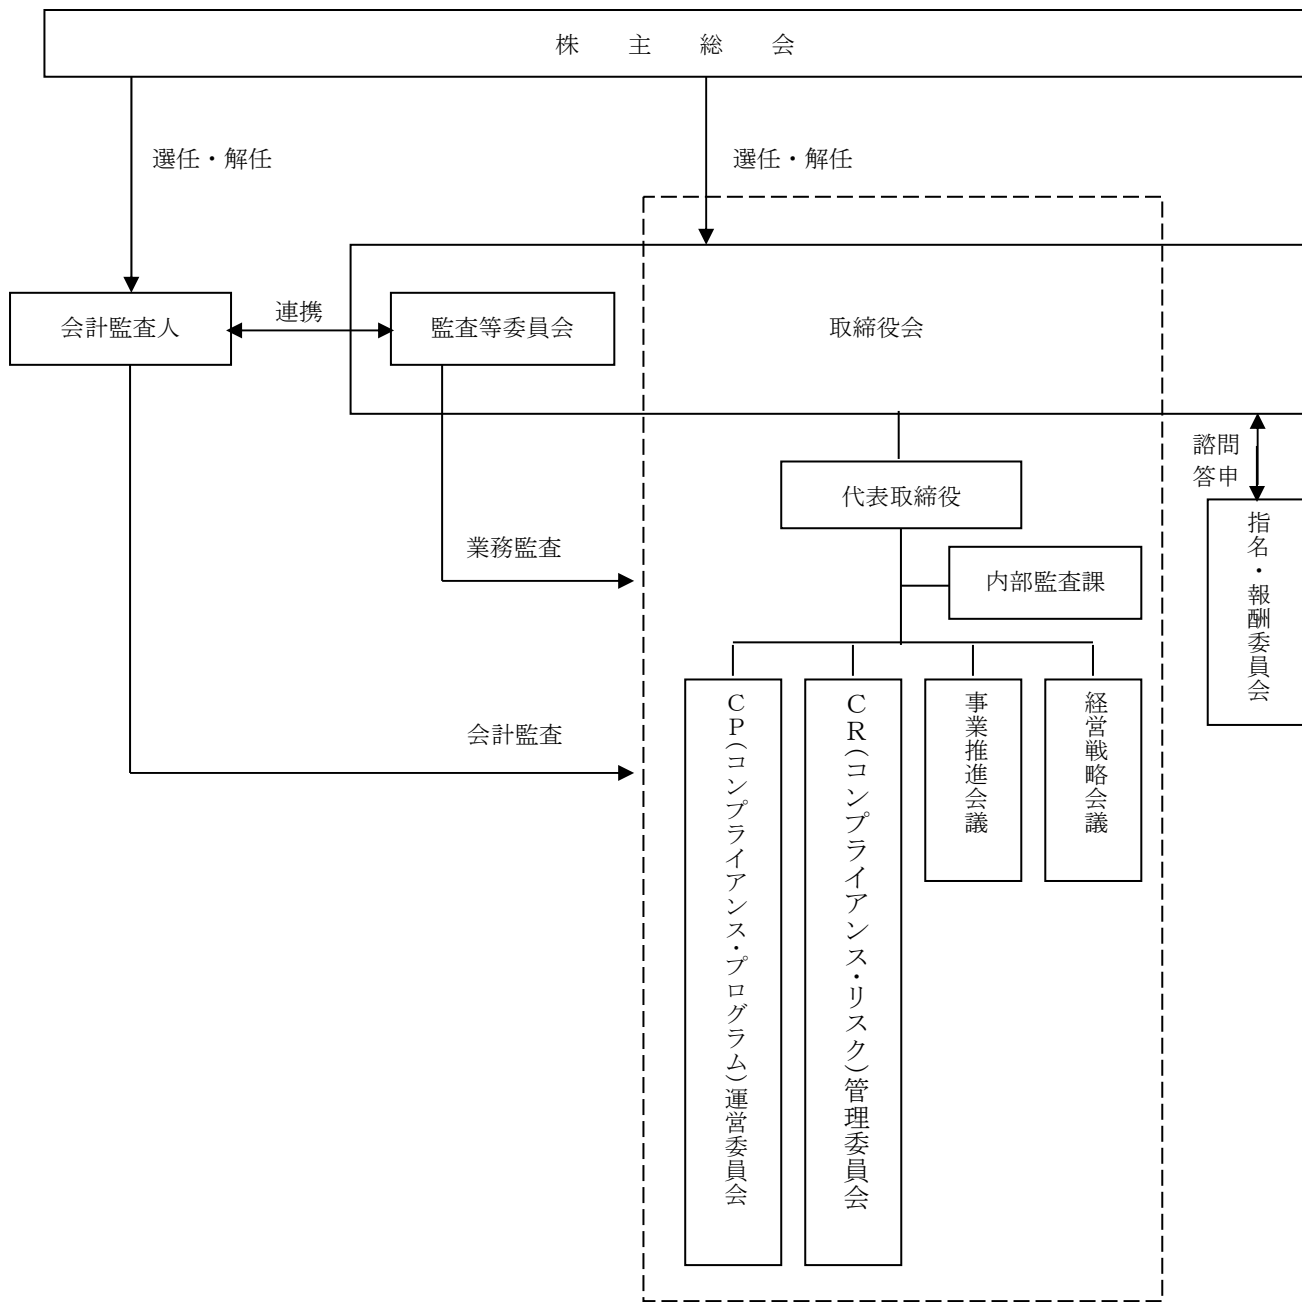 株主総会
選任・解任
選任・解任
会計監査人
連携
監査等委員会
取締役会
諮問
答申
代表取締役
指名・報酬委員会
業務監査
内部監査課
会計監査
CP(コンプライアンス・プログラム)運営委員会
CR(コンプライアンス・リスク)管理委員会
事業推進会議
経営戦略会議